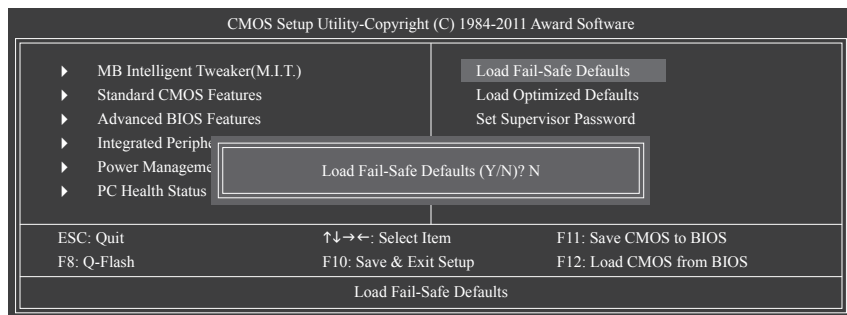 CMOS Setup Utility-Copyright (C) 1984-2011 Award Software
MB Intelligent Tweaker(M.I.T.)
Standard CMOS Features
Advanced BIOS Features
Integrated Periphe
Power Manageme
PC Health Status
Load Fail-Safe Defaults
Load Optimized Defaults
Set Supervisor Password
Load Fail-Safe Defaults (Y/N)? N
ESC: Quit
↑↓→←: Select Item
F11: Save CMOS to BIOS
F8: Q-Flash
F10: Save & Exit Setup
F12: Load CMOS from BIOS
Load Fail-Safe Defaults